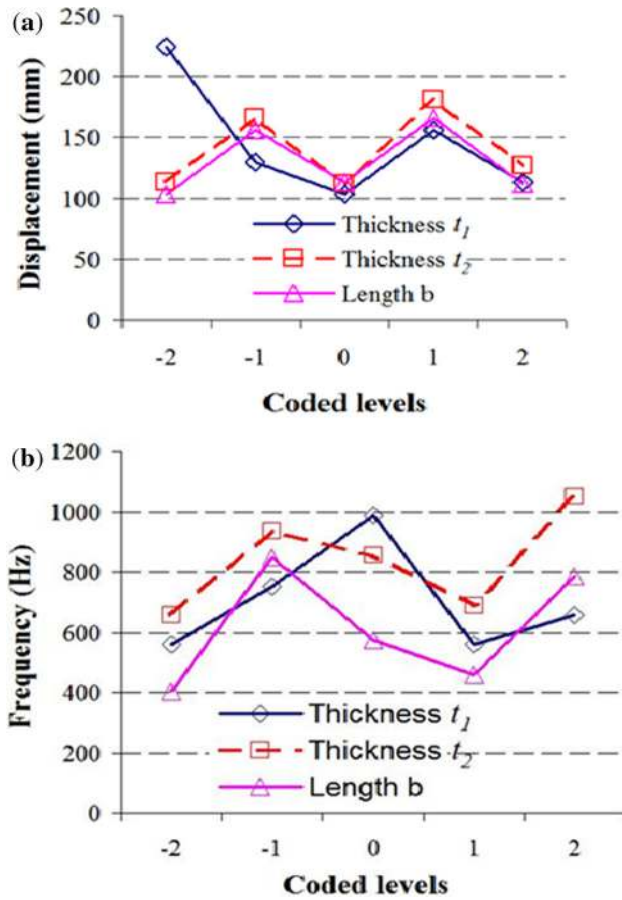 (a)
Displacement (mm)
250
200
150
100
50
0
Thickness t1
Thickness t2
Length b
-2 -1 0 1 2
Coded levels
(b)
Frequency (Hz)
1200
1000
800
600
400
200
0
Thickness t1
Thickness t2
Length b
-2 -1 0 1 2
Coded levels